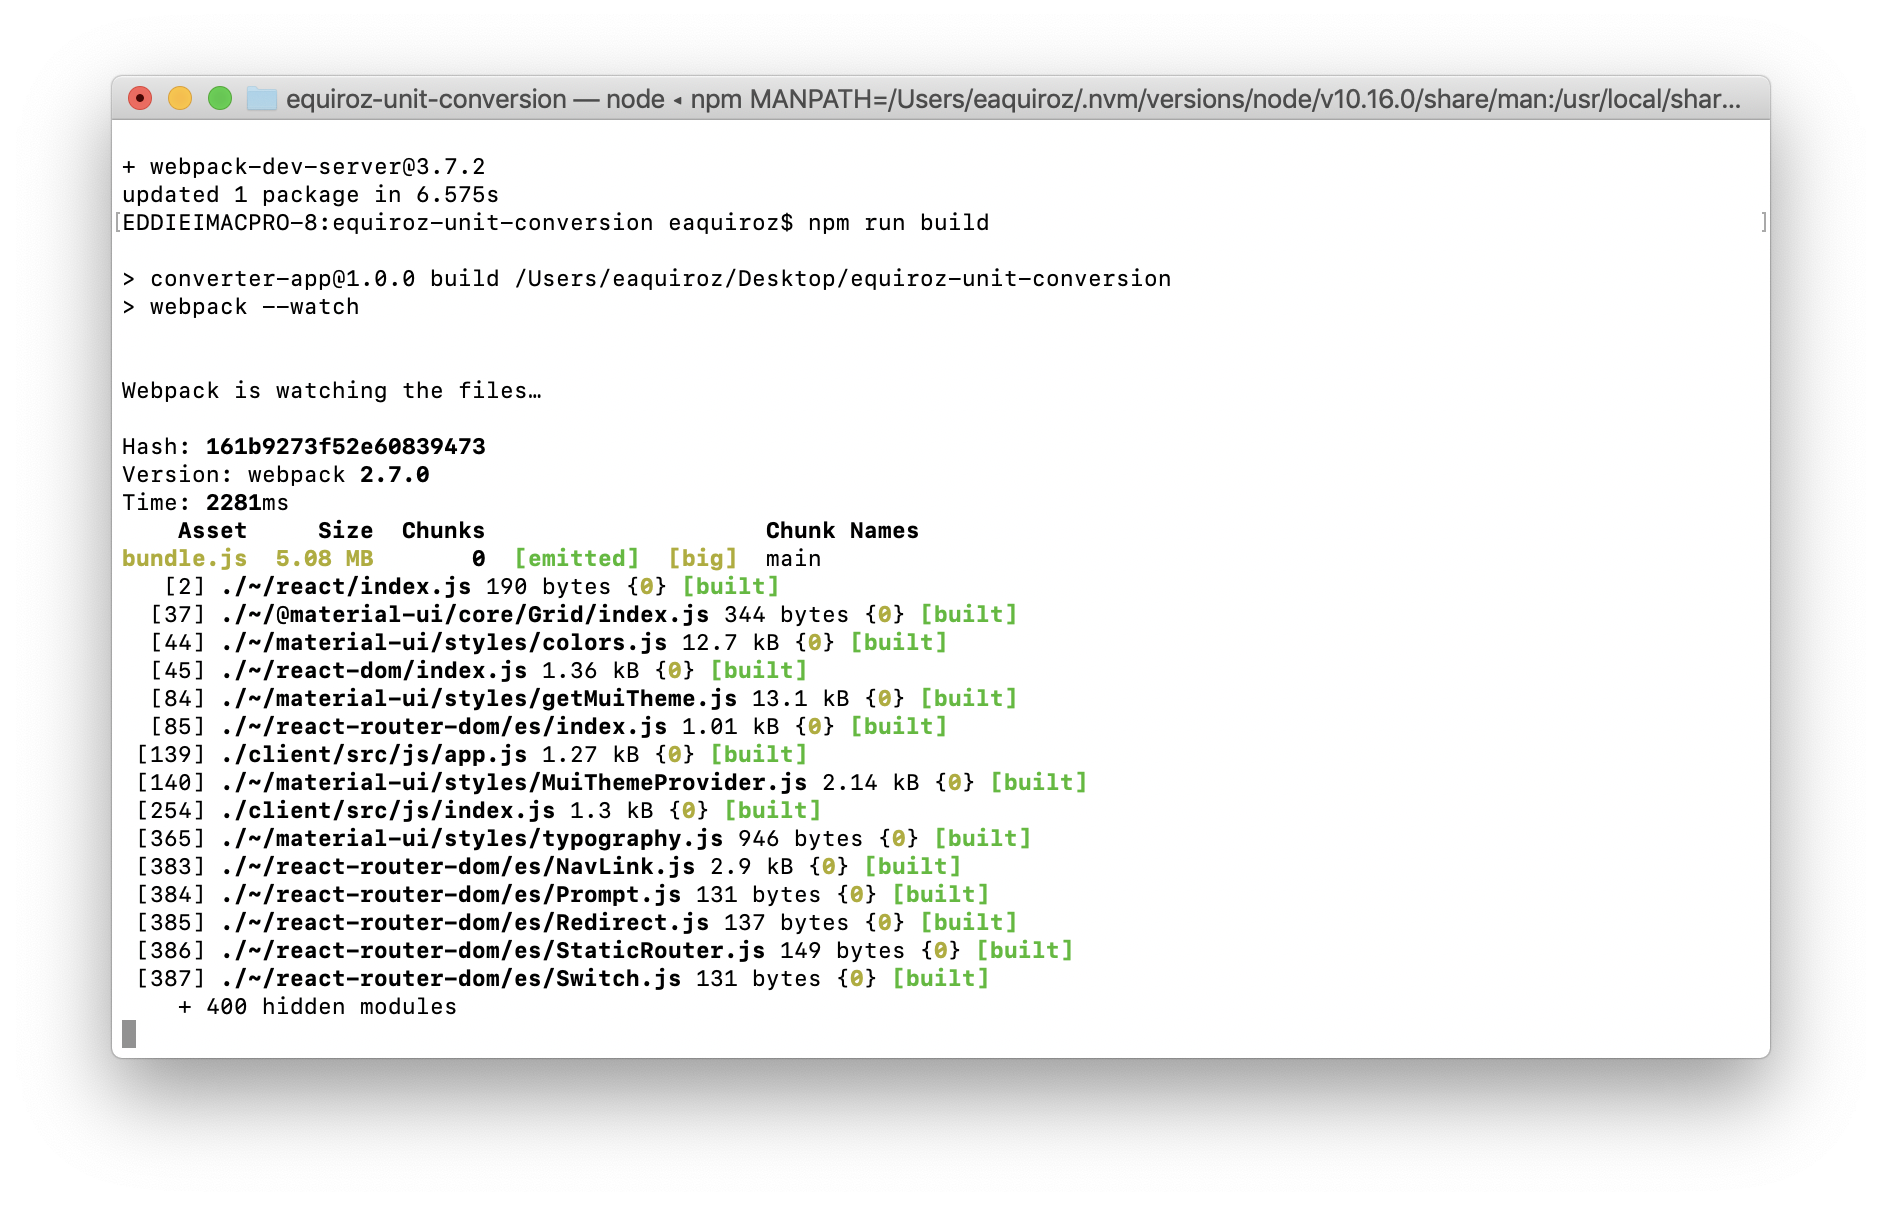 equiroz-unit-conversion — node ◂ npm MANPATH=/Users/eaquiroz/.nvm/versions/node/v10.16.0/share/man:/usr/local/shar...
+ webpack-dev-server@3.7.2
updated 1 package in 6.575s
[EDDIEIMACPRO-8:equiroz-unit-conversion eaquiroz$ npm run build ]
> converter-app@1.0.0 build /Users/eaquiroz/Desktop/equiroz-unit-conversion
> webpack --watch
Webpack is watching the files…
Hash: 161b9273f52e60839473
Version: webpack 2.7.0
Time: 2281ms
Asset Size Chunks Chunk Names
bundle.js 5.08 MB 0 [emitted] [big] main
[2] ./~/react/index.js 190 bytes {0} [built]
[37] ./~/@material-ui/core/Grid/index.js 344 bytes {0} [built]
[44] ./~/material-ui/styles/colors.js 12.7 kB {0} [built]
[45] ./~/react-dom/index.js 1.36 kB {0} [built]
[84] ./~/material-ui/styles/getMuiTheme.js 13.1 kB {0} [built]
[85] ./~/react-router-dom/es/index.js 1.01 kB {0} [built]
[139] ./client/src/js/app.js 1.27 kB {0} [built]
[140] ./~/material-ui/styles/MuiThemeProvider.js 2.14 kB {0} [built]
[254] ./client/src/js/index.js 1.3 kB {0} [built]
[365] ./~/material-ui/styles/typography.js 946 bytes {0} [built]
[383] ./~/react-router-dom/es/NavLink.js 2.9 kB {0} [built]
[384] ./~/react-router-dom/es/Prompt.js 131 bytes {0} [built]
[385] ./~/react-router-dom/es/Redirect.js 137 bytes {0} [built]
[386] ./~/react-router-dom/es/StaticRouter.js 149 bytes {0} [built]
[387] ./~/react-router-dom/es/Switch.js 131 bytes {0} [built]
+ 400 hidden modules